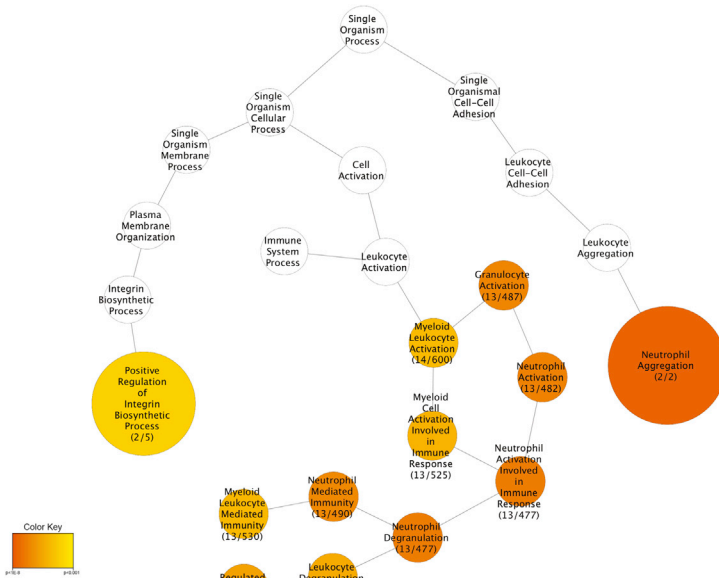 Single
Organism
Process
Single
Organismal
Cell-Cell
Adhesion
Single
Organism
Cellular
Process
Single
Organism
Membrane
Process
Cell
Activation
Leukocyte
Cell-Cell
Adhesion
Plasma
Membrane
Organization
Immune
System
Process
Leukocyte
Activation
Leukocyte
Aggregation
Integrin
Biosynthetic
Process
Granulocyte
Activation
(13/487)
Myeloid
Leukocyte
Activation
(14/600)
Neutrophil
Activation
(13/482)
Neutrophil
Aggregation
(2/2)
Positive
Regulation
of
Integrin
Biosynthetic
Process
(2/5)
Myeloid
Cell
Activation
Involved
in
Immune
Response
(13/525)
Neutrophil
Activation
Involved
in
Immune
Response
(13/477)
Neutrophil
Mediated
Immunity
(13/490)
Myeloid
Leukocyte
Mediated
Immunity
(13/530)
Neutrophil
Degranulation
(13/477)
Leukocyte
Degranulation
Regulated
Color Key
p<0.001